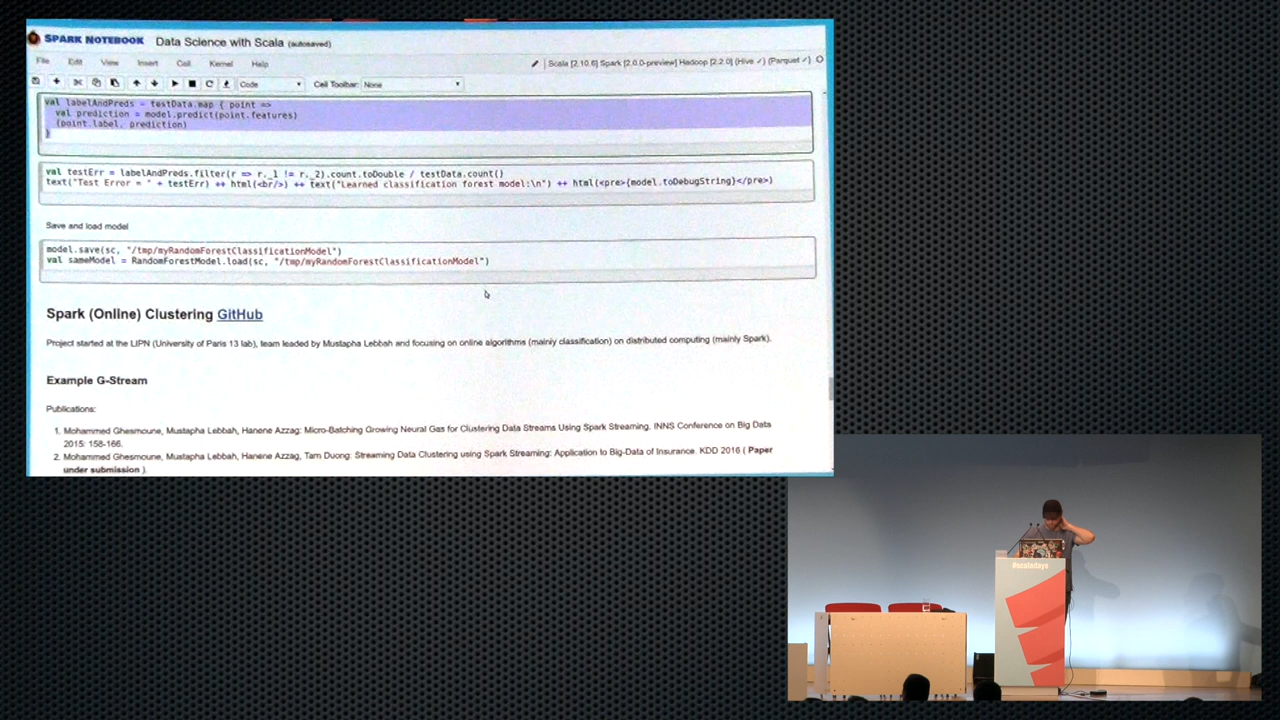 SPARK NOTEBOOK Data Science with Scala (autosaved)
File Edit View Insert Cell Kernel Help
Scala [2.10.6] Spark [2.0.0-preview] Hadoop [2.2.0] (Hive ✓) (Parquet ✓)
Code Cell Toolbar: None
val labelAndPreds = testData.map { point =>
val prediction = model.predict(point.features)
(point.label, prediction)
}
val testErr = labelAndPreds.filter(r => r._1 != r._2).count.toDouble / testData.count()
text("Test Error = " + testErr) ++ html(<br/>) ++ text("Learned classification forest model:\n") ++ html(<pre>{model.toDebugString}</pre>)
Save and load model
model.save(sc, "/tmp/myRandomForestClassificationModel")
val sameModel = RandomForestModel.load(sc, "/tmp/myRandomForestClassificationModel")
Spark (Online) Clustering GitHub
Project started at the LIPN (University of Paris 13 lab), team leaded by Mustapha Lebbah and focusing on online algorithms (mainly classification) on distributed computing (mainly Spark).
Example G-Stream
Publications:
1. Mohammed Ghesmoune, Mustapha Lebbah, Hanene Azzag: Micro-Batching Growing Neural Gas for Clustering Data Streams Using Spark Streaming. INNS Conference on Big Data
2015: 158-166.
2. Mohammed Ghesmoune, Mustapha Lebbah, Hanene Azzag, Tam Duong: Streaming Data Clustering using Spark Streaming: Application to Big-Data of Insurance. KDD 2016 ( Paper
under submission ).
#scaladays